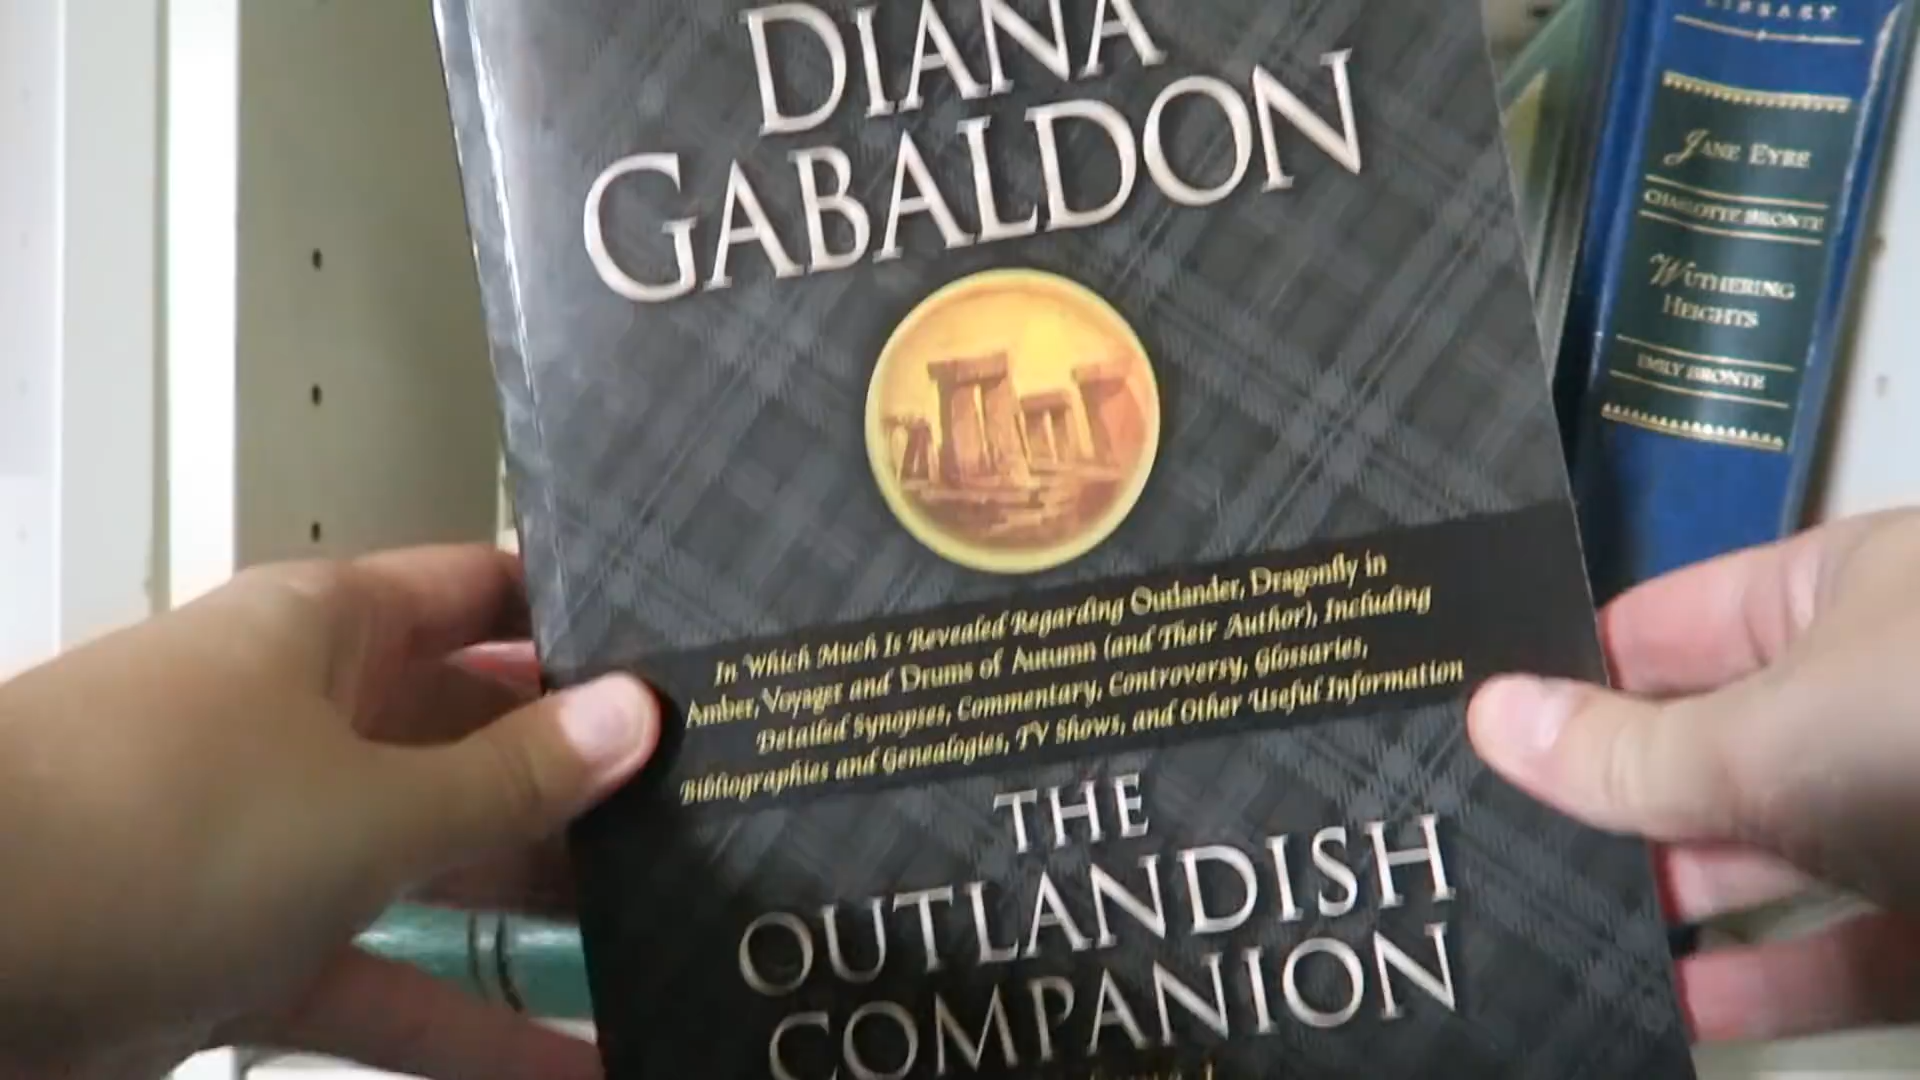 DIANA
GABALDON
In Which Much Is Revealed Regarding Outlander, Dragonfly in
Amber, Voyager and Drums of Autumn (and Their Author), Including
Detailed Synopses, Commentary, Controversy, Glossaries,
Bibliographies and Genealogies, TV Shows, and Other Useful Information
THE
OUTLANDISH
COMPANION
LIBRARY
JANE EYRE
CHARLOTTE BRONTE
WUTHERING
HEIGHTS
EMILY BRONTE